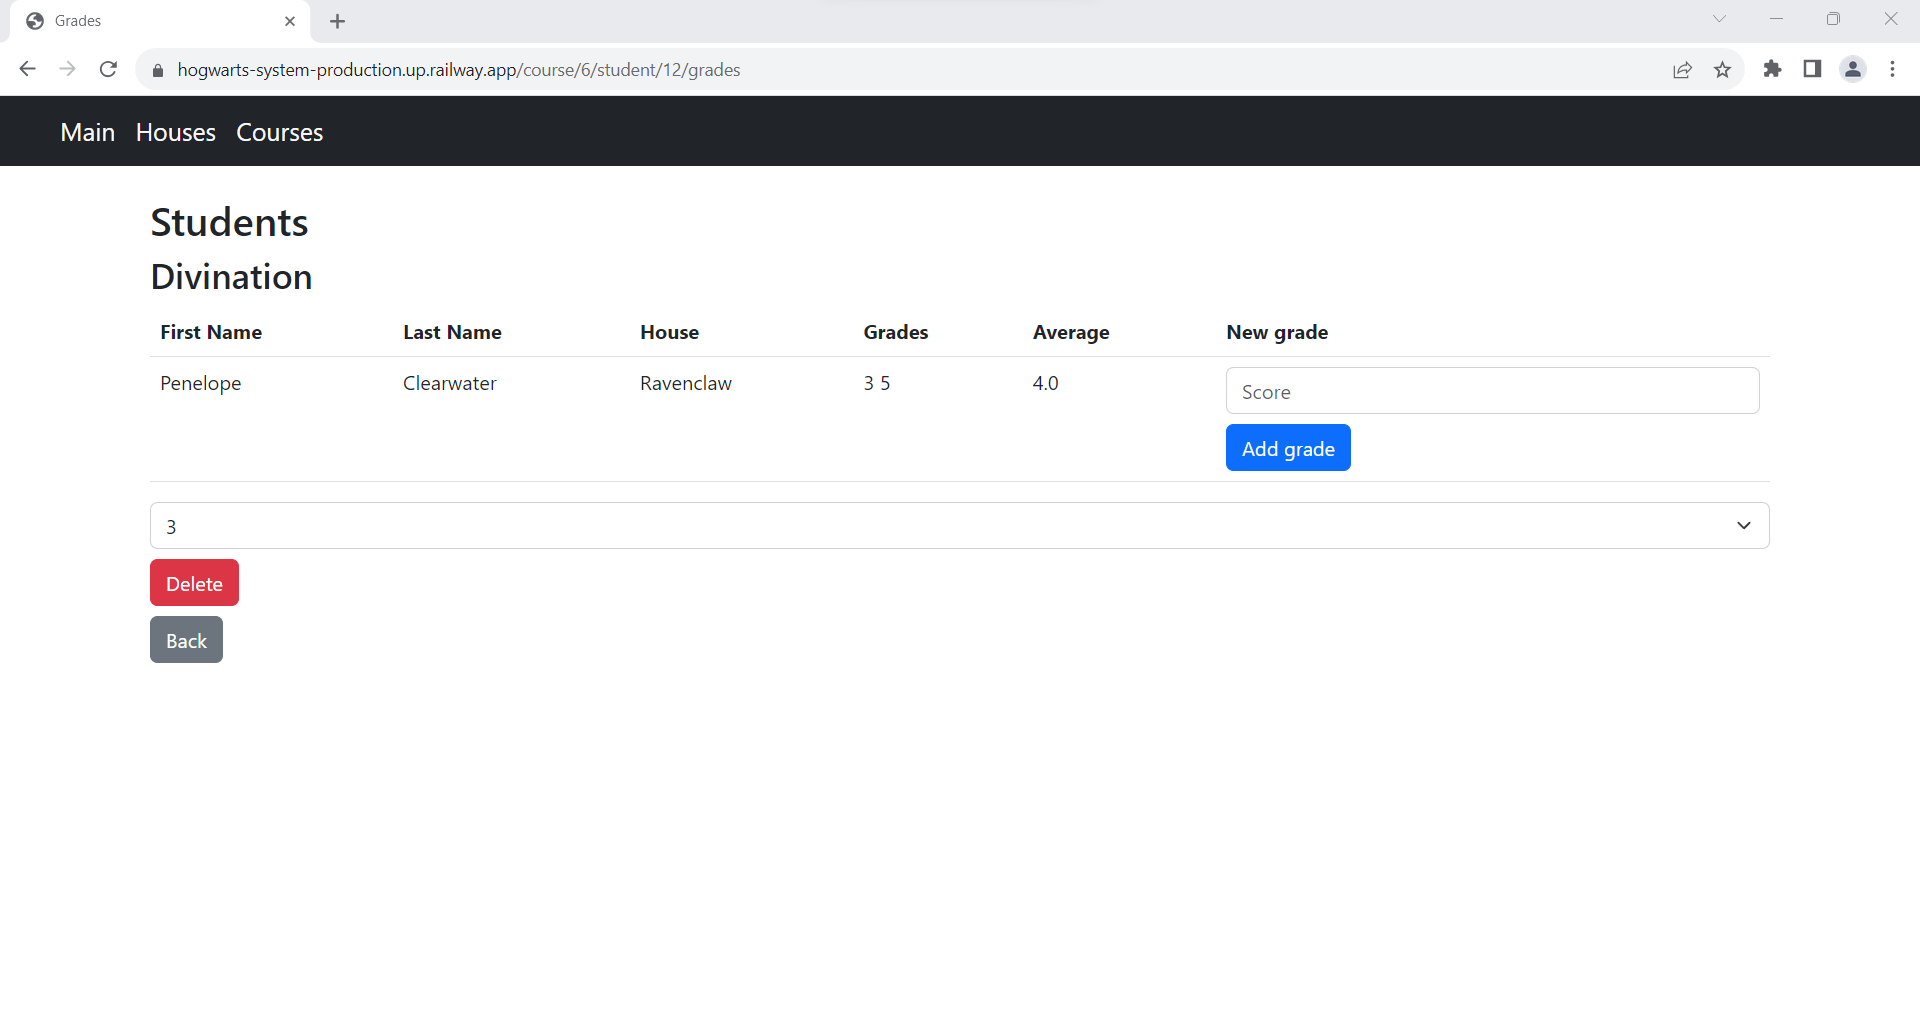 Grades
hogwarts-system-production.up.railway.app/course/6/student/12/grades
Main Houses Courses
Students
Divination
First Name Last Name House Grades Average New grade
Penelope Clearwater Ravenclaw 3 5 4.0 Score
Add grade
3
Delete
Back